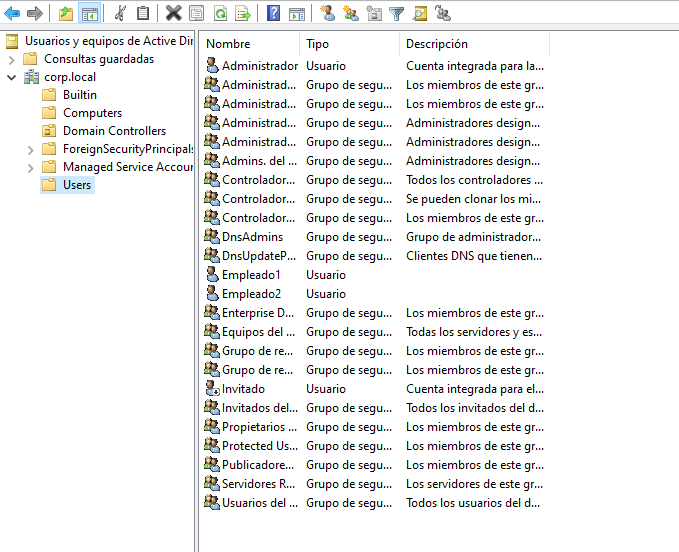 Usuarios y equipos de Active Dir
Consultas guardadas
corp.local
Builtin
Computers
Domain Controllers
ForeignSecurityPrincipals
Managed Service Accour
Users
Nombre Tipo Descripción
Administrador Usuario Cuenta integrada para la...
Administrad... Grupo de segu... Los miembros de este gr...
Administrad... Grupo de segu... Los miembros de este gr...
Administrad... Grupo de segu... Administradores design...
Administrad... Grupo de segu... Administradores design...
Admins. del ... Grupo de segu... Administradores design...
Controlador... Grupo de segu... Todos los controladores ...
Controlador... Grupo de segu... Se pueden clonar los mi...
Controlador... Grupo de segu... Los miembros de este gr...
DnsAdmins Grupo de segu... Grupo de administrador...
DnsUpdateP... Grupo de segu... Clientes DNS que tienen...
Empleado1 Usuario
Empleado2 Usuario
Enterprise D... Grupo de segu... Los miembros de este gr...
Equipos del ... Grupo de segu... Todas los servidores y es...
Grupo de re... Grupo de segu... Los miembros de este gr...
Grupo de re... Grupo de segu... Los miembros de este gr...
Invitado Usuario Cuenta integrada para el...
Invitados del... Grupo de segu... Todos los invitados del d...
Propietarios ... Grupo de segu... Los miembros de este gr...
Protected Us... Grupo de segu... Los miembros de este gr...
Publicadore... Grupo de segu... Los miembros de este gr...
Servidores R... Grupo de segu... Los servidores de este gr...
Usuarios del ... Grupo de segu... Todos los usuarios del d...